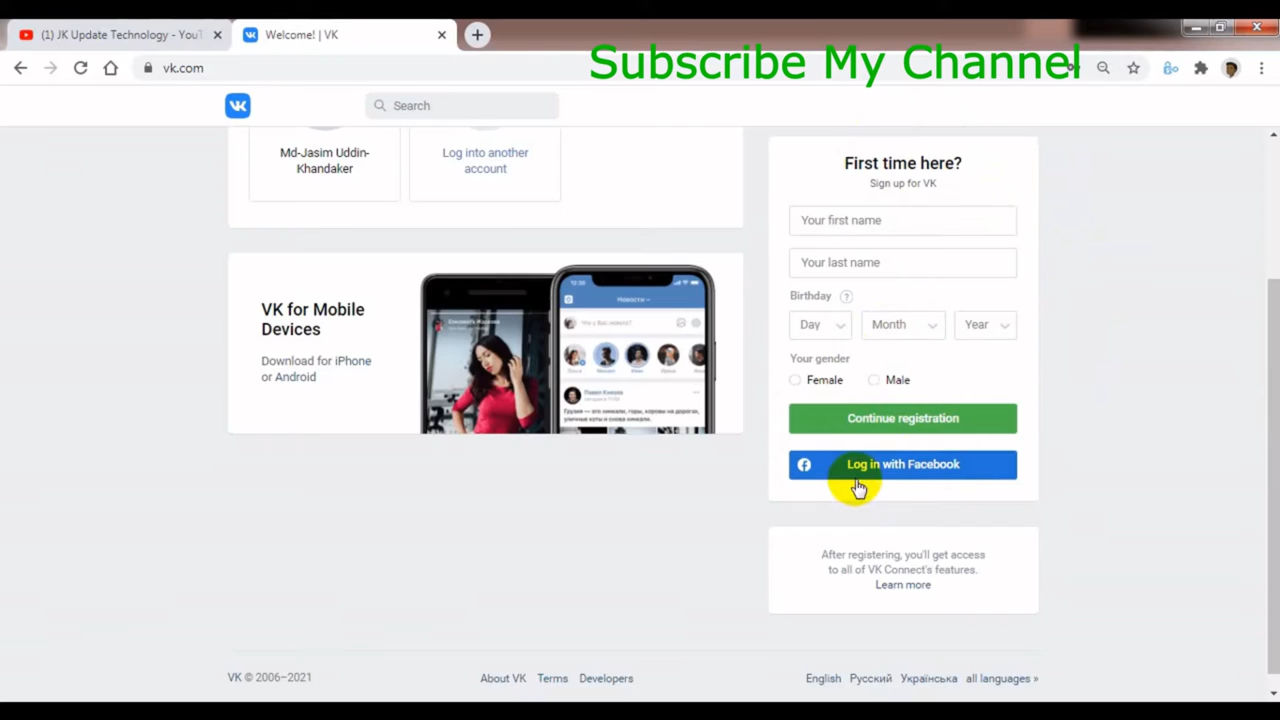 (1) JK Update Technology - YouT
Welcome! | VK
Subscribe My Channel
vk.com
Search
Md-Jasim Uddin-
Khandaker
Log into another
account
VK for Mobile
Devices
Download for iPhone
or Android
Новости
First time here?
Sign up for VK
Your first name
Your last name
Birthday ?
Day
Month
Year
Your gender
Female
Male
Continue registration
Log in with Facebook
After registering, you'll get access
to all of VK Connect's features.
Learn more
VK © 2006–2021
About VK
Terms
Developers
English
Русский
Українська
all languages »